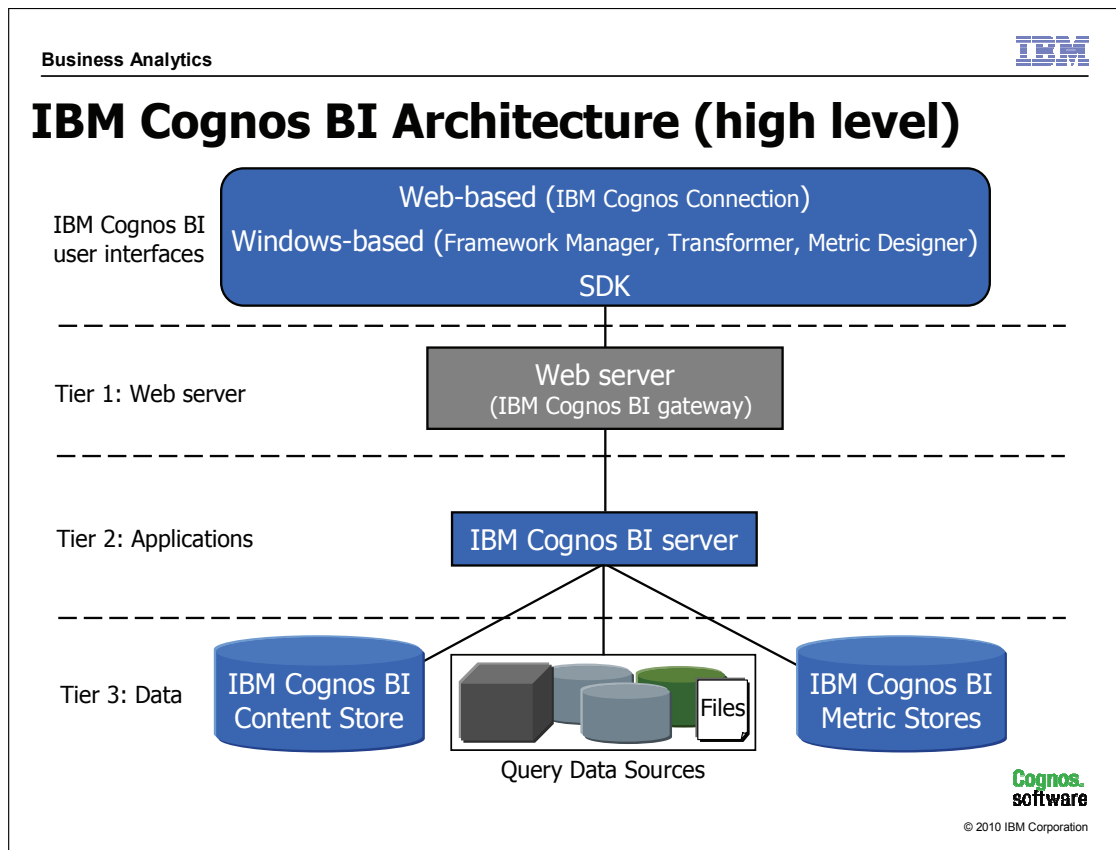 Business Analytics
IBM
IBM Cognos BI Architecture (high level)
IBM Cognos BI
user interfaces
Web-based (IBM Cognos Connection)
Windows-based (Framework Manager, Transformer, Metric Designer)
SDK
Tier 1: Web server
Web server
(IBM Cognos BI gateway)
Tier 2: Applications
IBM Cognos BI server
Tier 3: Data
IBM Cognos BI
Content Store
Files
IBM Cognos BI
Metric Stores
Query Data Sources
Cognos.
software
© 2010 IBM Corporation